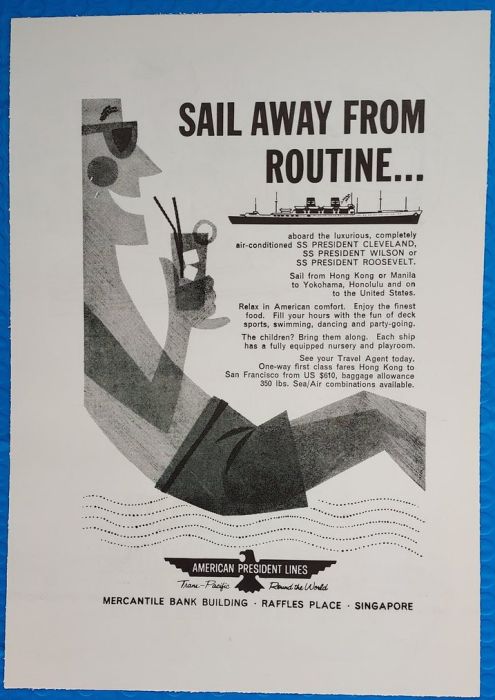 SAIL AWAY FROM
ROUTINE...
aboard the luxurious, completely
air-conditioned SS PRESIDENT CLEVELAND,
SS PRESIDENT WILSON or
SS PRESIDENT ROOSEVELT.
Sail from Hong Kong or Manila
to Yokohama, Honolulu and on
to the United States.
Relax in American comfort. Enjoy the finest
food. Fill your hours with the fun of deck
sports, swimming, dancing and party-going.
The children? Bring them along. Each ship
has a fully equipped nursery and playroom.
See your Travel Agent today.
One-way first class fares Hong Kong to
San Francisco from US $610, baggage allowance
350 lbs. Sea/Air combinations available.
AMERICAN PRESIDENT LINES
Trans-Pacific Round the World
MERCANTILE BANK BUILDING · RAFFLES PLACE · SINGAPORE